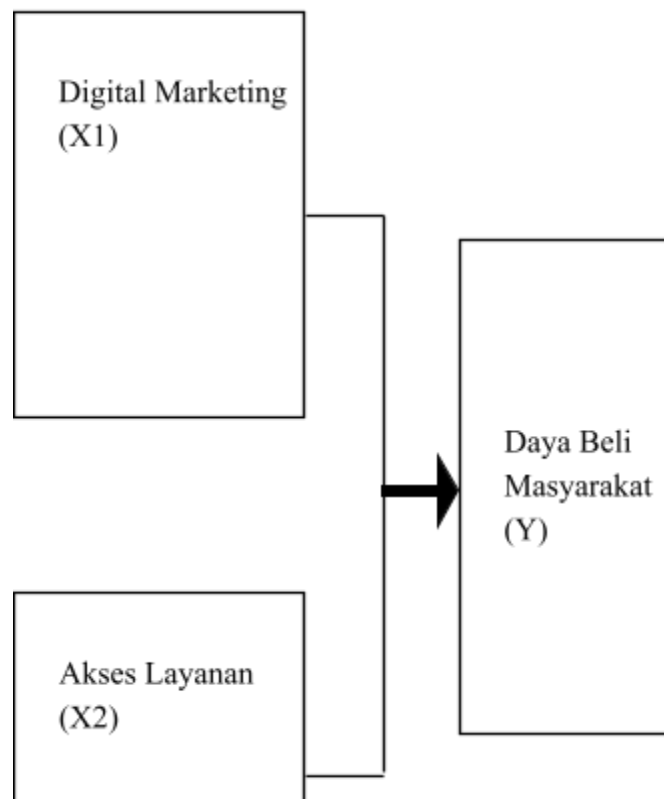 Digital Marketing
(X1)
Daya Beli
Masyarakat
(Y)
Akses Layanan
(X2)